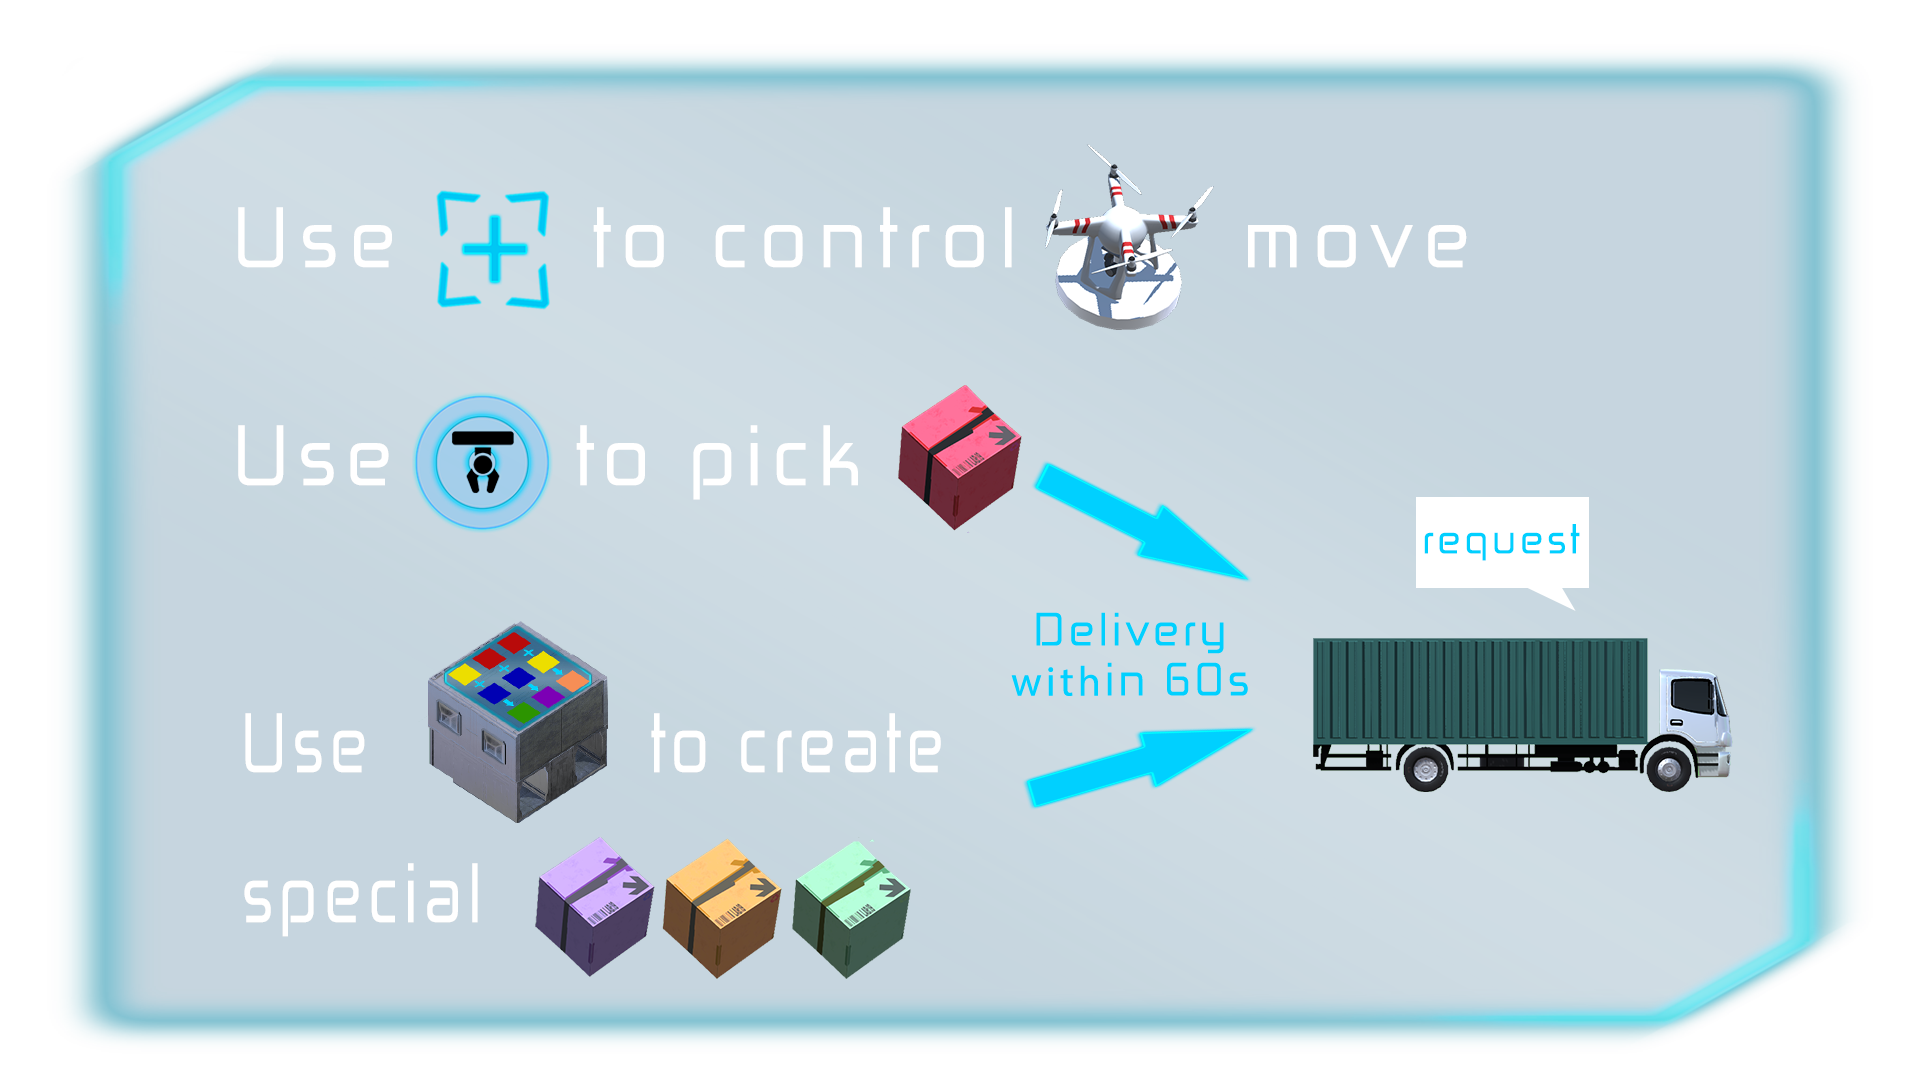 Use to control move
Use to pick
request
Delivery
within 60s
Use to create
special